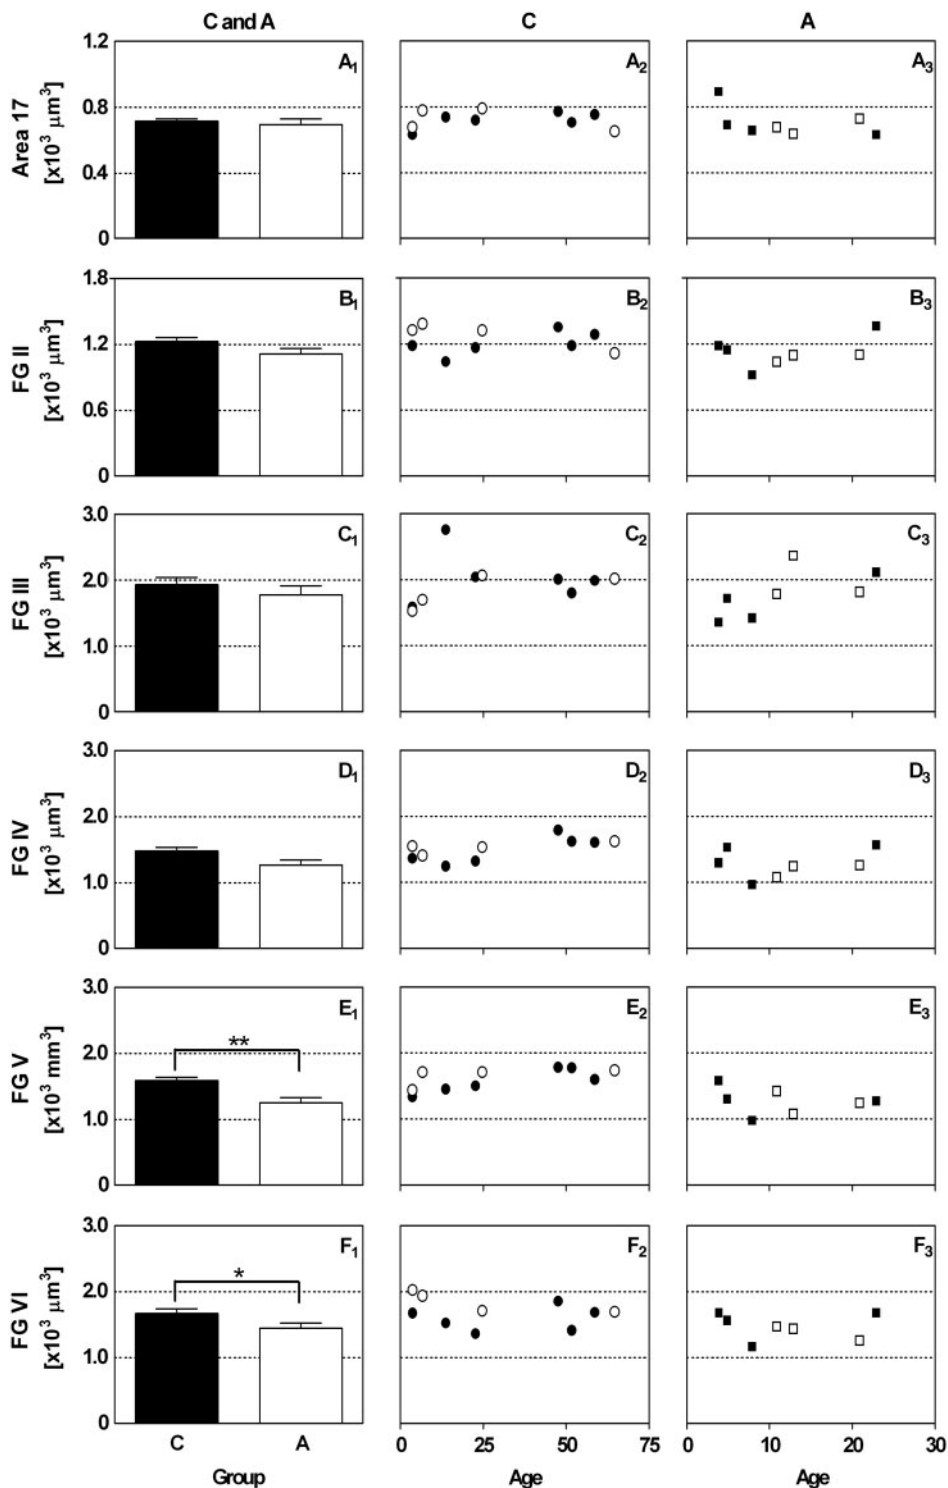 C and A C A
Area 17
[x10³ µm³]
1.2
0.8
0.4
0
A₁ A₂ A₃
FG II
[x10³ µm³]
1.8
1.2
0.6
0
B₁ B₂ B₃
FG III
[x10³ µm³]
3.0
2.0
1.0
0
C₁ C₂ C₃
FG IV
[x10³ µm³]
3.0
2.0
1.0
0
D₁ D₂ D₃
FG V
[x10³ mm³]
3.0
2.0
1.0
0
**
E₁ E₂ E₃
FG VI
[x10³ µm³]
3.0
2.0
1.0
0
*
F₁ F₂ F₃
C A 0 25 50 75 0 10 20 30
Group Age Age